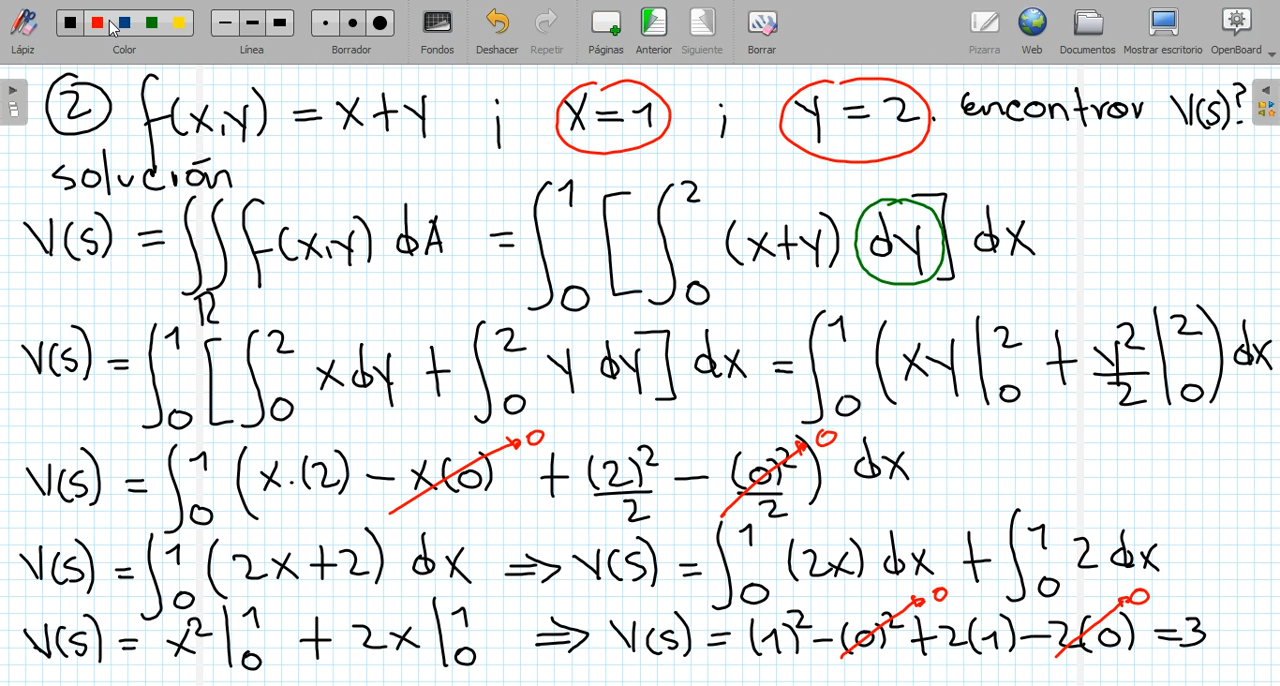 Lápiz Color Línea Borrador Fondos Deshacer Repetir Páginas Anterior Siguiente Borrar Pizarra Web Documentos Mostrar escritorio OpenBoard
② f(x,y) = x+y ; x=1 ; y=2. encontrar V(s)?
solución
V(s) = ∬_R f(x,y) dA = ∫_0^1 [∫_0^2 (x+y) dy] dx
V(s) = ∫_0^1 [∫_0^2 x dy + ∫_0^2 y dy] dx = ∫_0^1 (xy|_0^2 + y²/2|_0^2) dx
V(s) = ∫_0^1 (x·(2) − x(0) 0 + (2)²/2 − (0)²/2 0) dx
V(s) = ∫_0^1 (2x+2) dx ⇒ V(s) = ∫_0^1 (2x) dx + ∫_0^1 2 dx
V(s) = x²|_0^1 + 2x|_0^1 ⇒ V(s) = (1)² − (0)² 0 + 2(1) − 2(0) 0 = 3